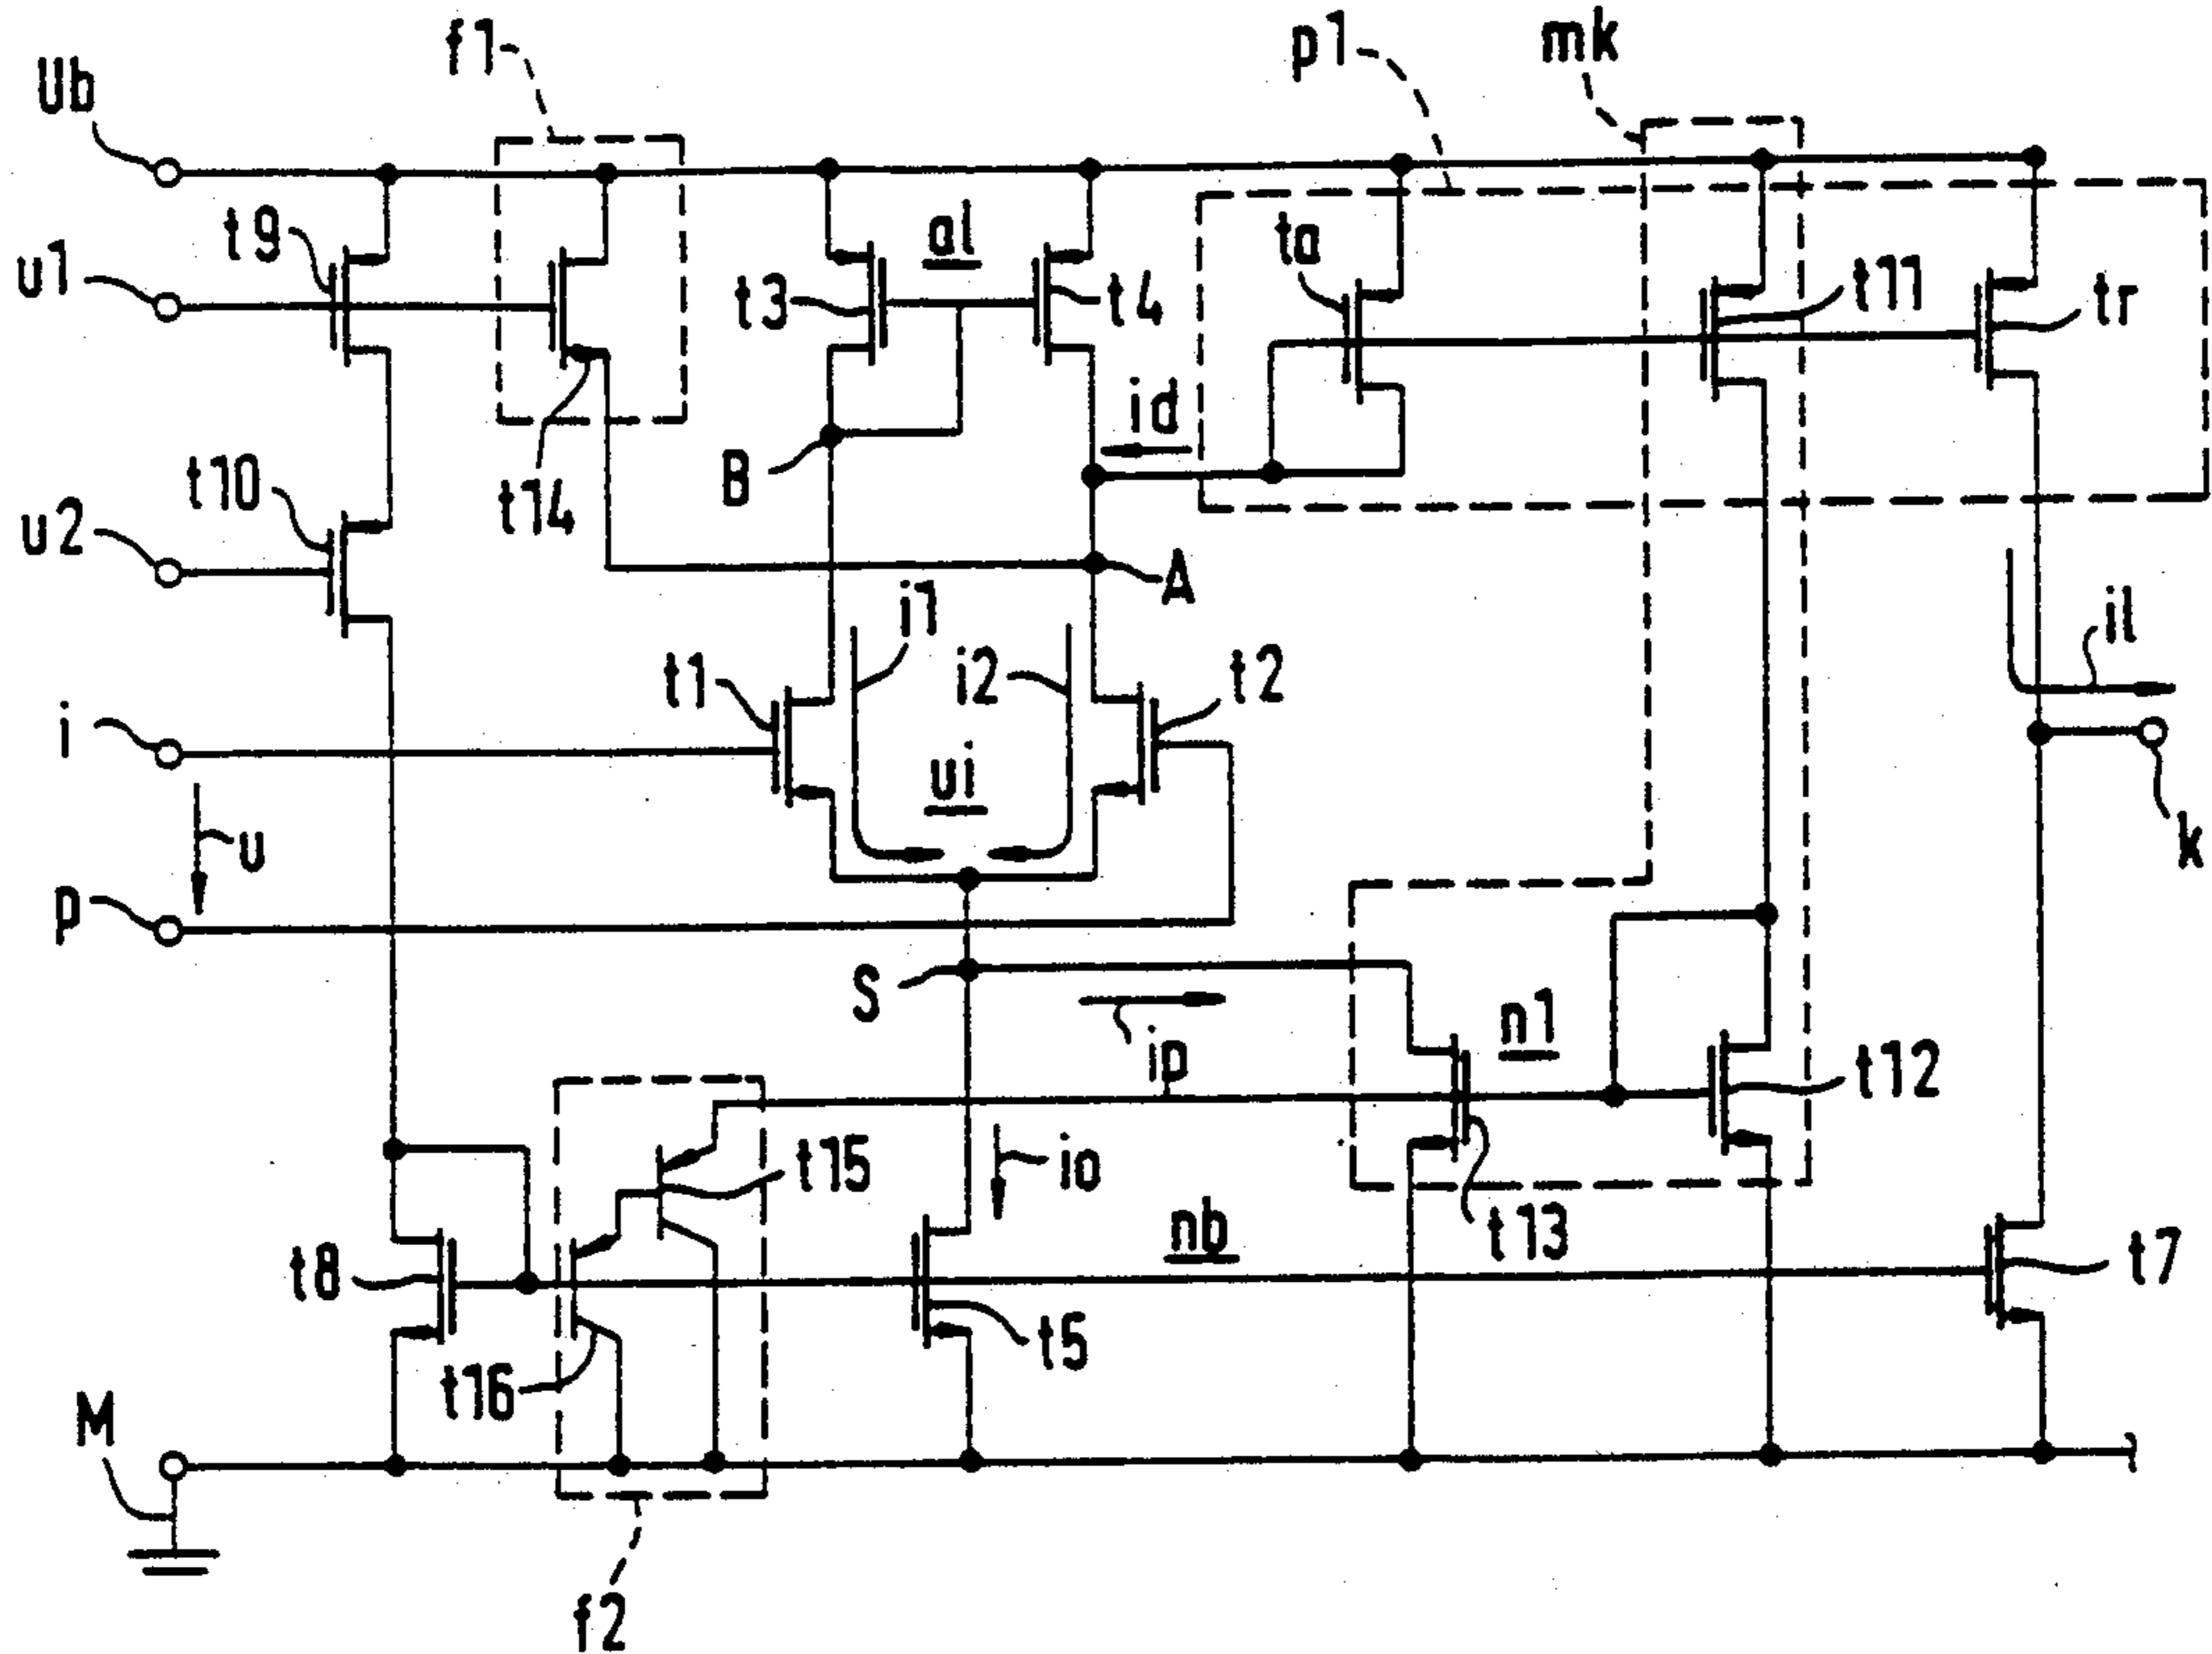 f1
p1
mk
Ub
t9
al
ta
t11
tr
u1
t3
t4
id
t10
t14
B
u2
A
i1
i2
il
t1
t2
i
ui
u
k
p
S
ip
n1
t12
t15
io
t8
nb
t13
t7
t5
t16
M
f2